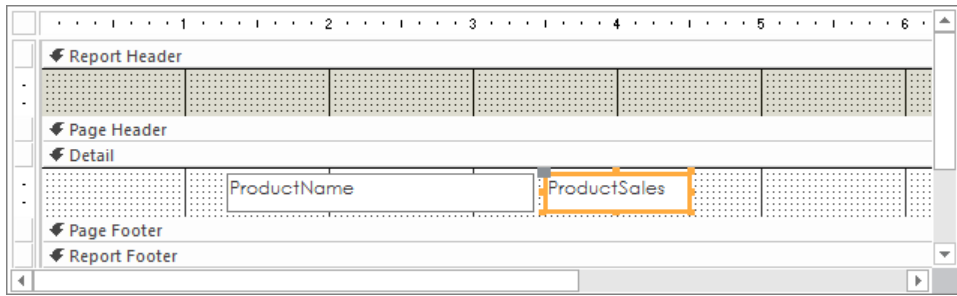 1 2 3 4 5 6
Report Header
Page Header
Detail
ProductName ProductSales
Page Footer
Report Footer